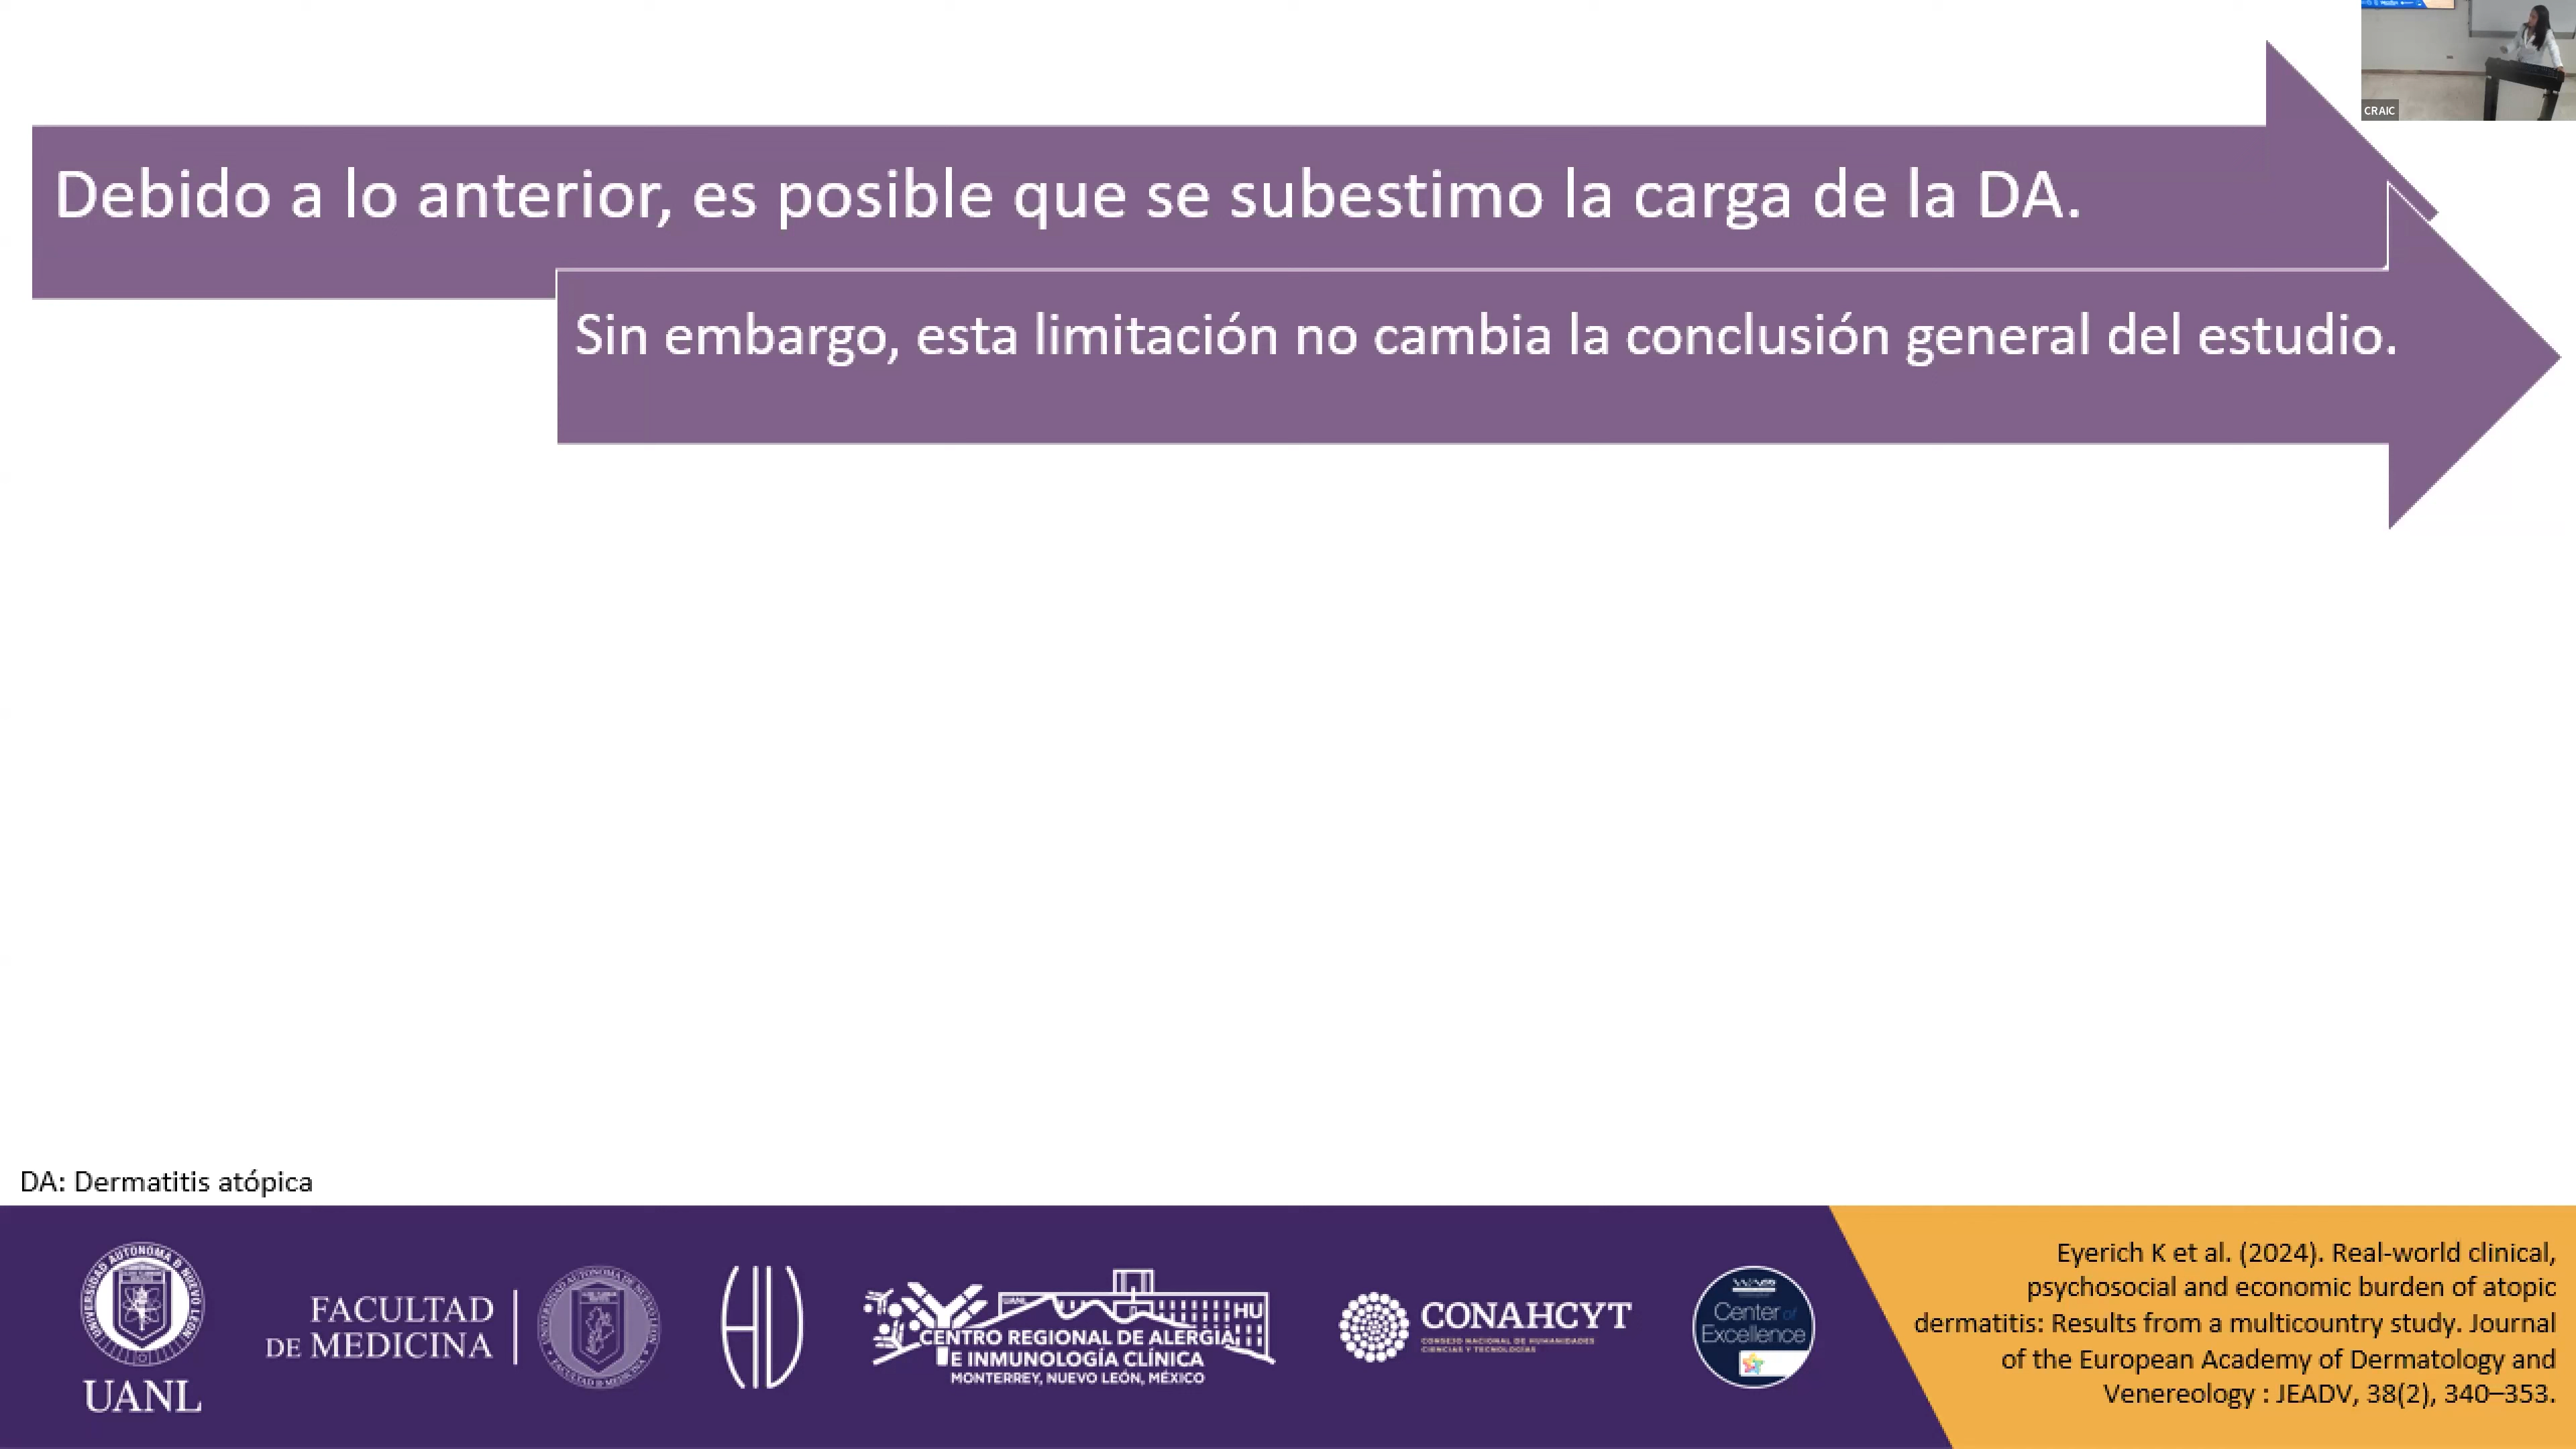 CRAIC
Debido a lo anterior, es posible que se subestimo la carga de la DA.
Sin embargo, esta limitación no cambia la conclusión general del estudio.
DA: Dermatitis atópica
UANL
FACULTAD
DE MEDICINA
UANL
HU
CENTRO REGIONAL DE ALERGIA
E INMUNOLOGÍA CLÍNICA
MONTERREY, NUEVO LEÓN, MÉXICO
CONAHCYT
CONSEJO NACIONAL DE HUMANIDADES
CIENCIAS Y TECNOLOGÍAS
Center of
Excellence
Eyerich K et al. (2024). Real-world clinical,
psychosocial and economic burden of atopic
dermatitis: Results from a multicountry study. Journal
of the European Academy of Dermatology and
Venereology : JEADV, 38(2), 340–353.